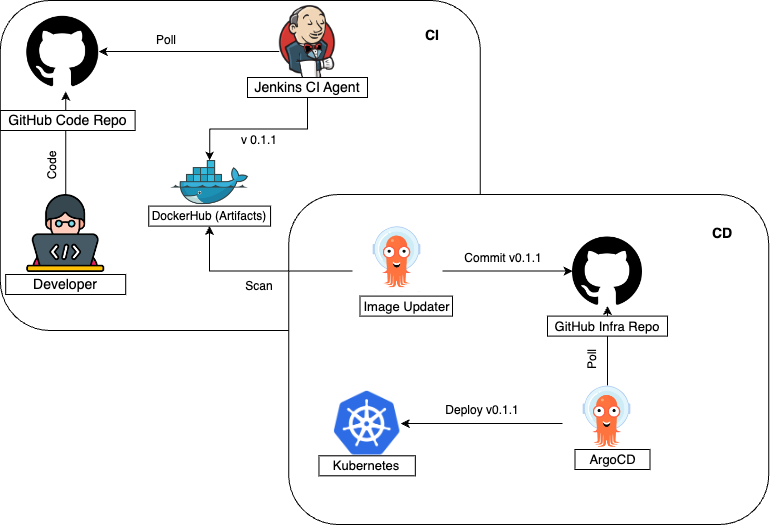 CI
Poll
Jenkins CI Agent
GitHub Code Repo
v 0.1.1
Code
DockerHub (Artifacts)
Developer
CD
Scan
Commit v0.1.1
Image Updater
GitHub Infra Repo
Poll
Deploy v0.1.1
Kubernetes
ArgoCD